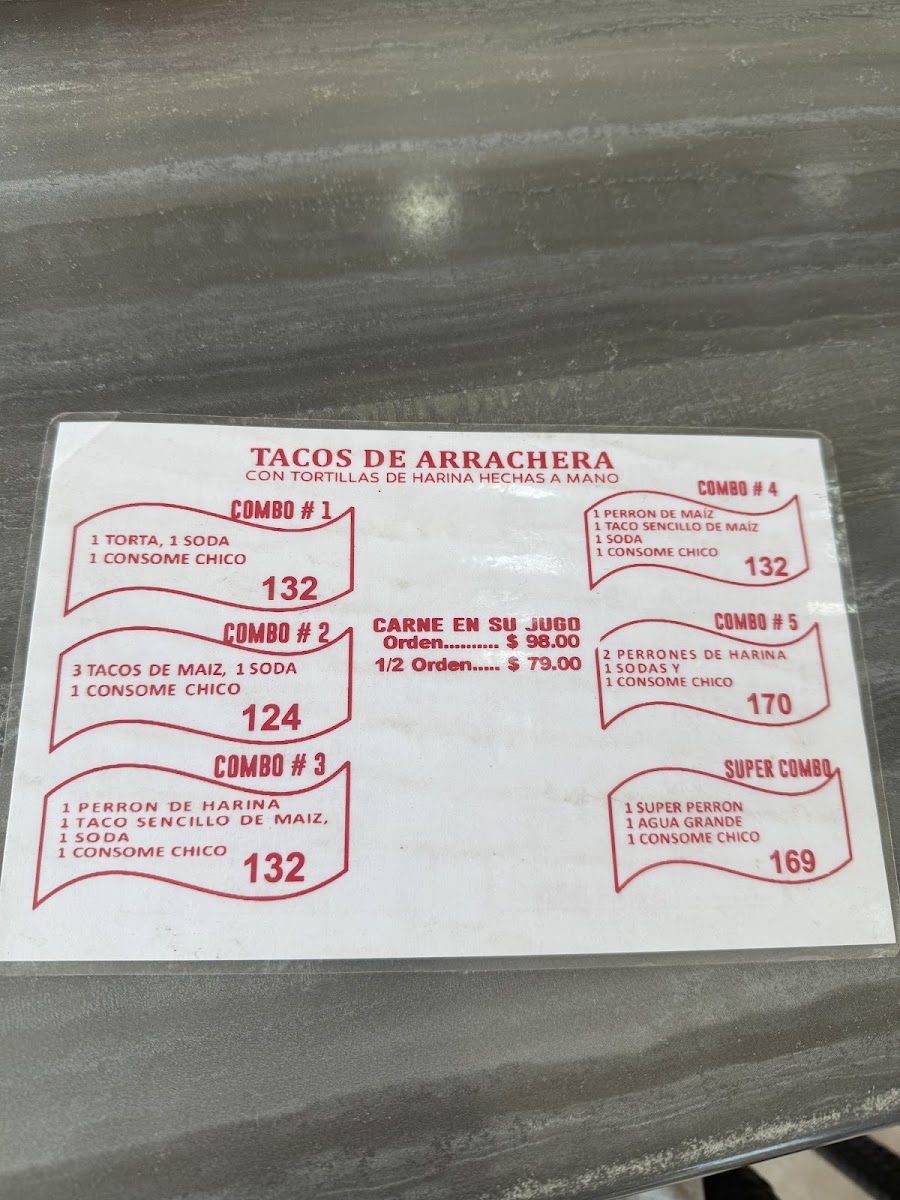 TACOS DE ARRACHERA
CON TORTILLAS DE HARINA HECHAS A MANO
COMBO # 1
1 TORTA, 1 SODA
1 CONSOME CHICO
132
COMBO # 2
3 TACOS DE MAIZ, 1 SODA
1 CONSOME CHICO
124
COMBO # 3
1 PERRON DE HARINA
1 TACO SENCILLO DE MAIZ,
1 SODA
1 CONSOME CHICO
132
CARNE EN SU JUGO
Orden........... $ 98.00
1/2 Orden..... $ 79.00
COMBO # 4
1 PERRON DE MAÍZ
1 TACO SENCILLO DE MAÍZ
1 SODA
1 CONSOME CHICO
132
COMBO # 5
2 PERRONES DE HARINA
1 SODAS Y
1 CONSOME CHICO
170
SUPER COMBO
1 SUPER PERRON
1 AGUA GRANDE
1 CONSOME CHICO
169